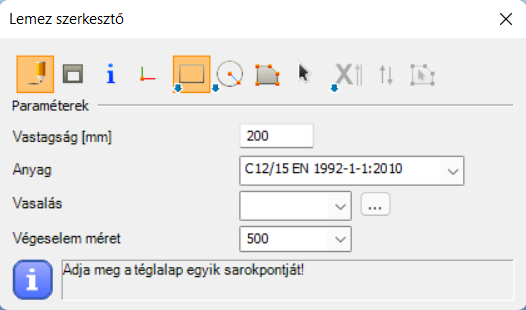 Lemez szerkesztő
Paraméterek
Vastagság [mm] 200
Anyag C12/15 EN 1992-1-1:2010
Vasalás ...
Végeselem méret 500
Adja meg a téglalap egyik sarokpontját!